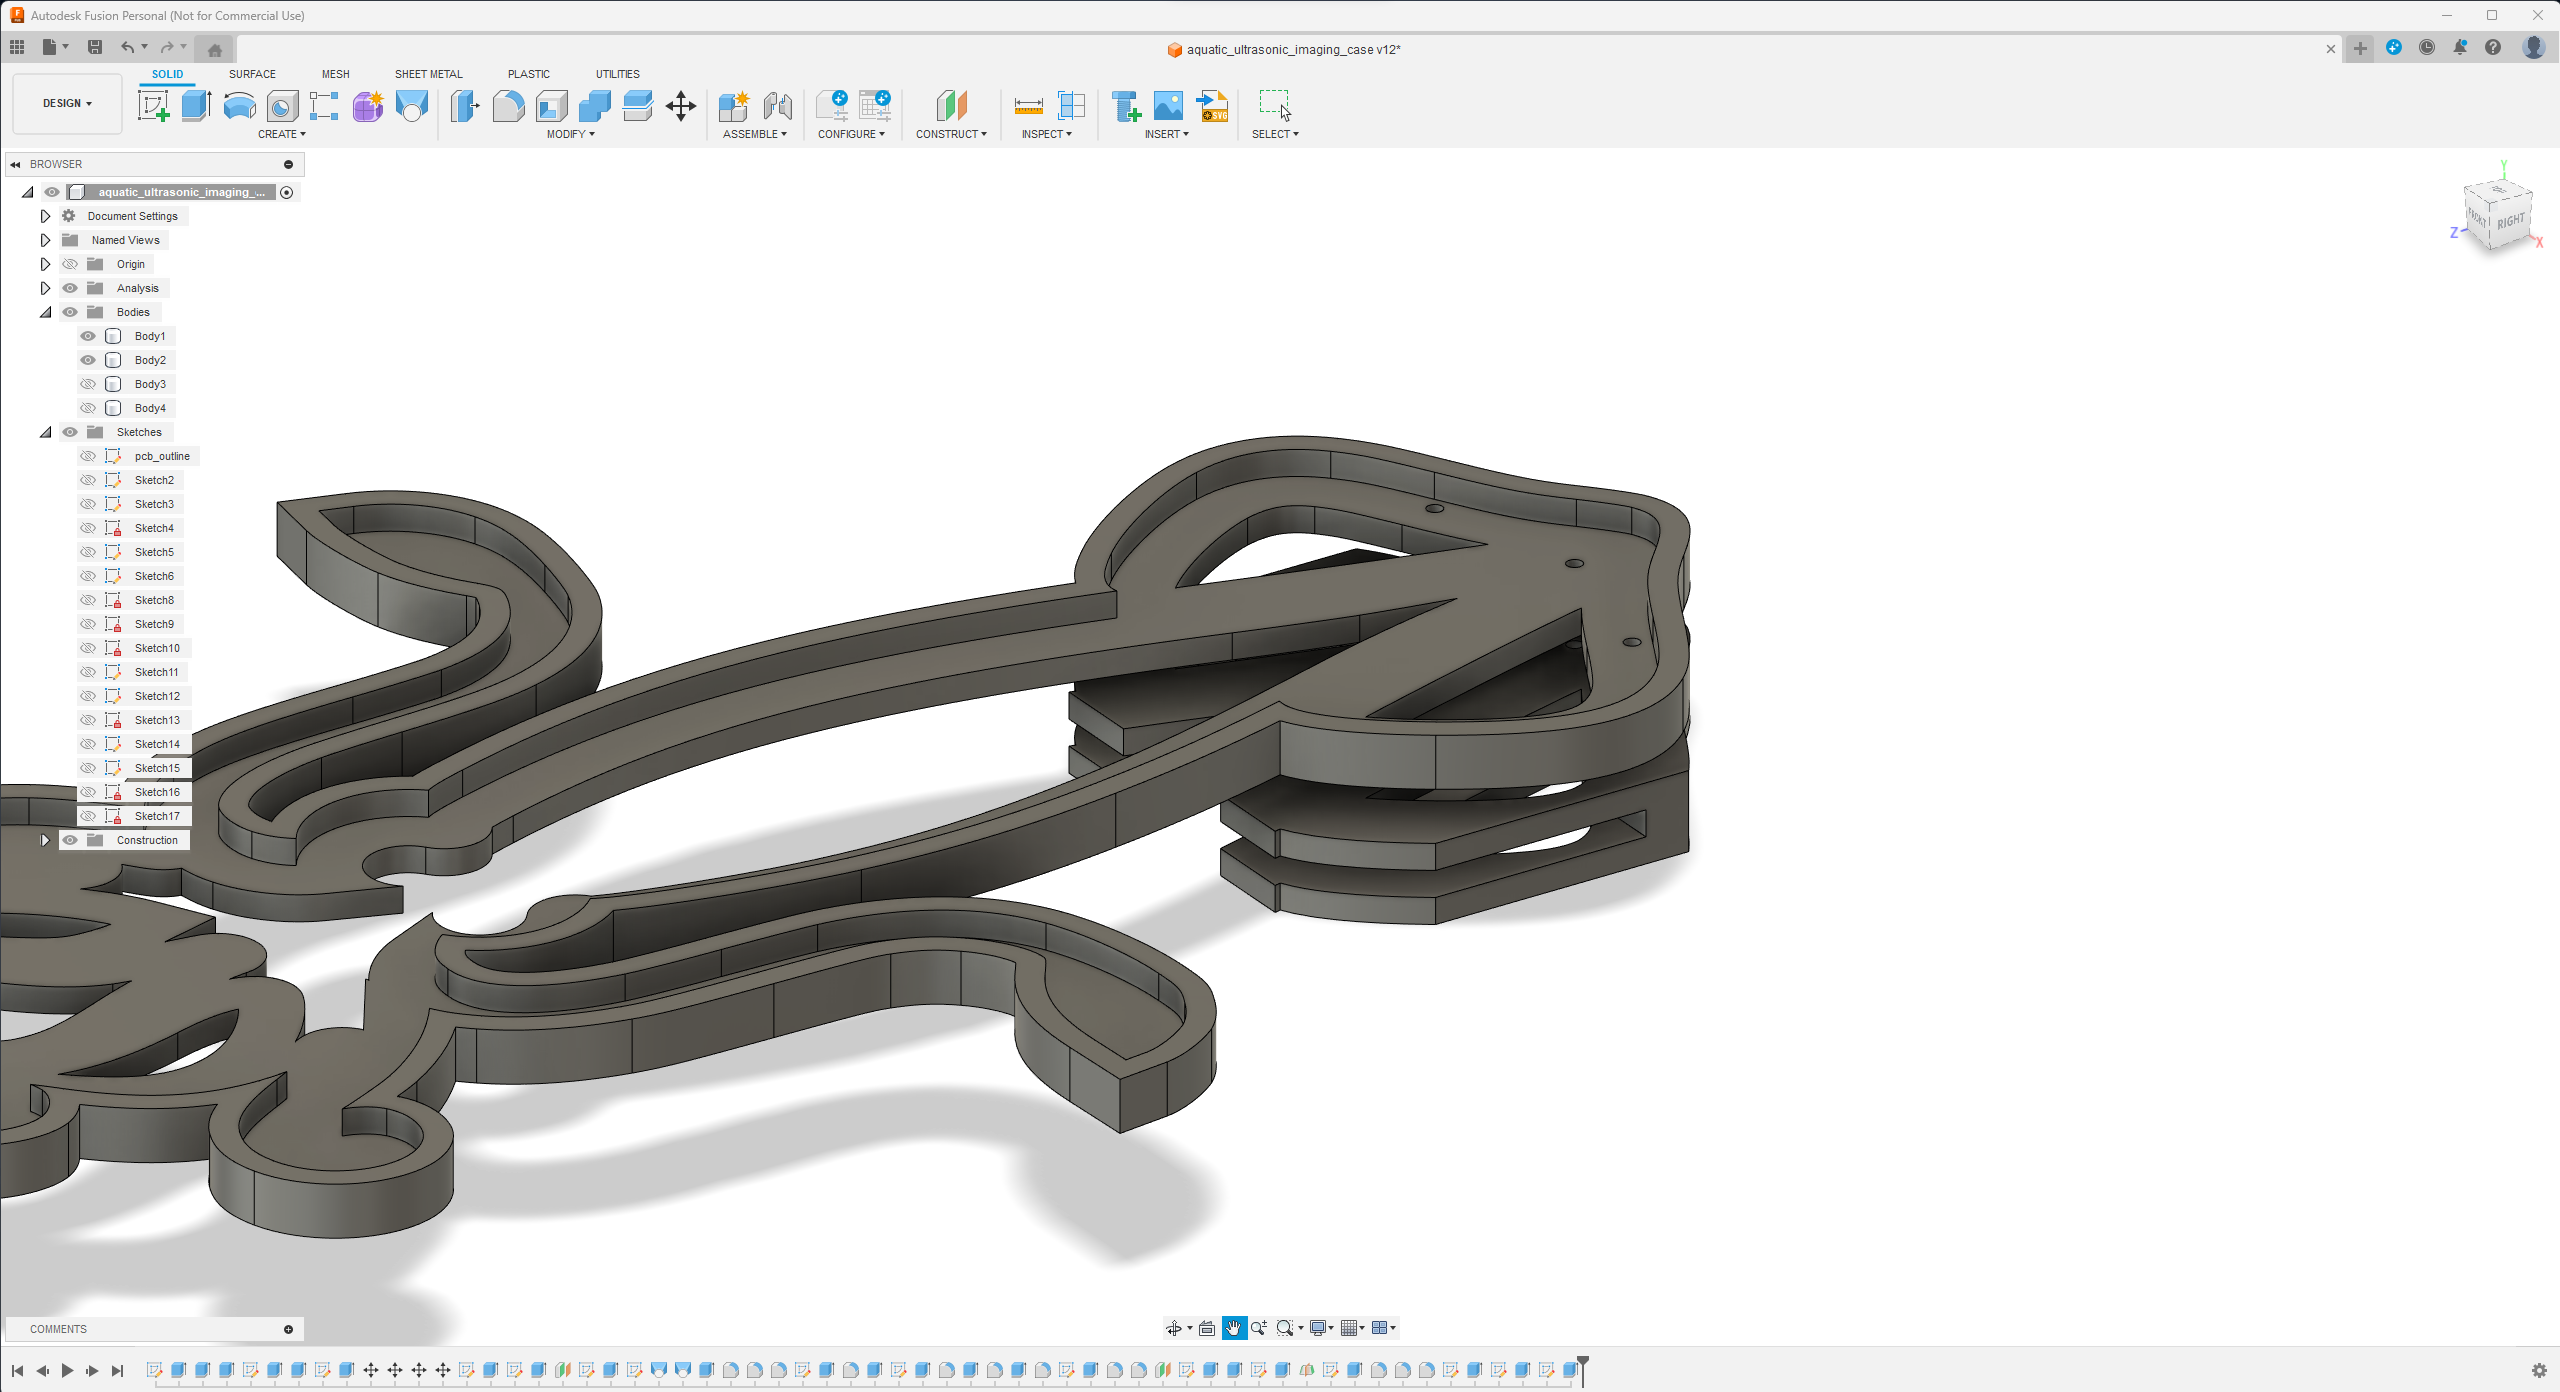 Autodesk Fusion Personal (Not for Commercial Use)
aquatic_ultrasonic_imaging_case v12*
SOLID SURFACE MESH SHEET METAL PLASTIC UTILITIES
DESIGN
CREATE MODIFY ASSEMBLE CONFIGURE CONSTRUCT INSPECT INSERT SELECT
SVG
BROWSER
aquatic_ultrasonic_imaging_...
Document Settings
Named Views
Origin
Analysis
Bodies
Body1
Body2
Body3
Body4
Sketches
pcb_outline
Sketch2
Sketch3
Sketch4
Sketch5
Sketch6
Sketch8
Sketch9
Sketch10
Sketch11
Sketch12
Sketch13
Sketch14
Sketch15
Sketch16
Sketch17
Construction
Y
FRONT RIGHT
Z
X
COMMENTS